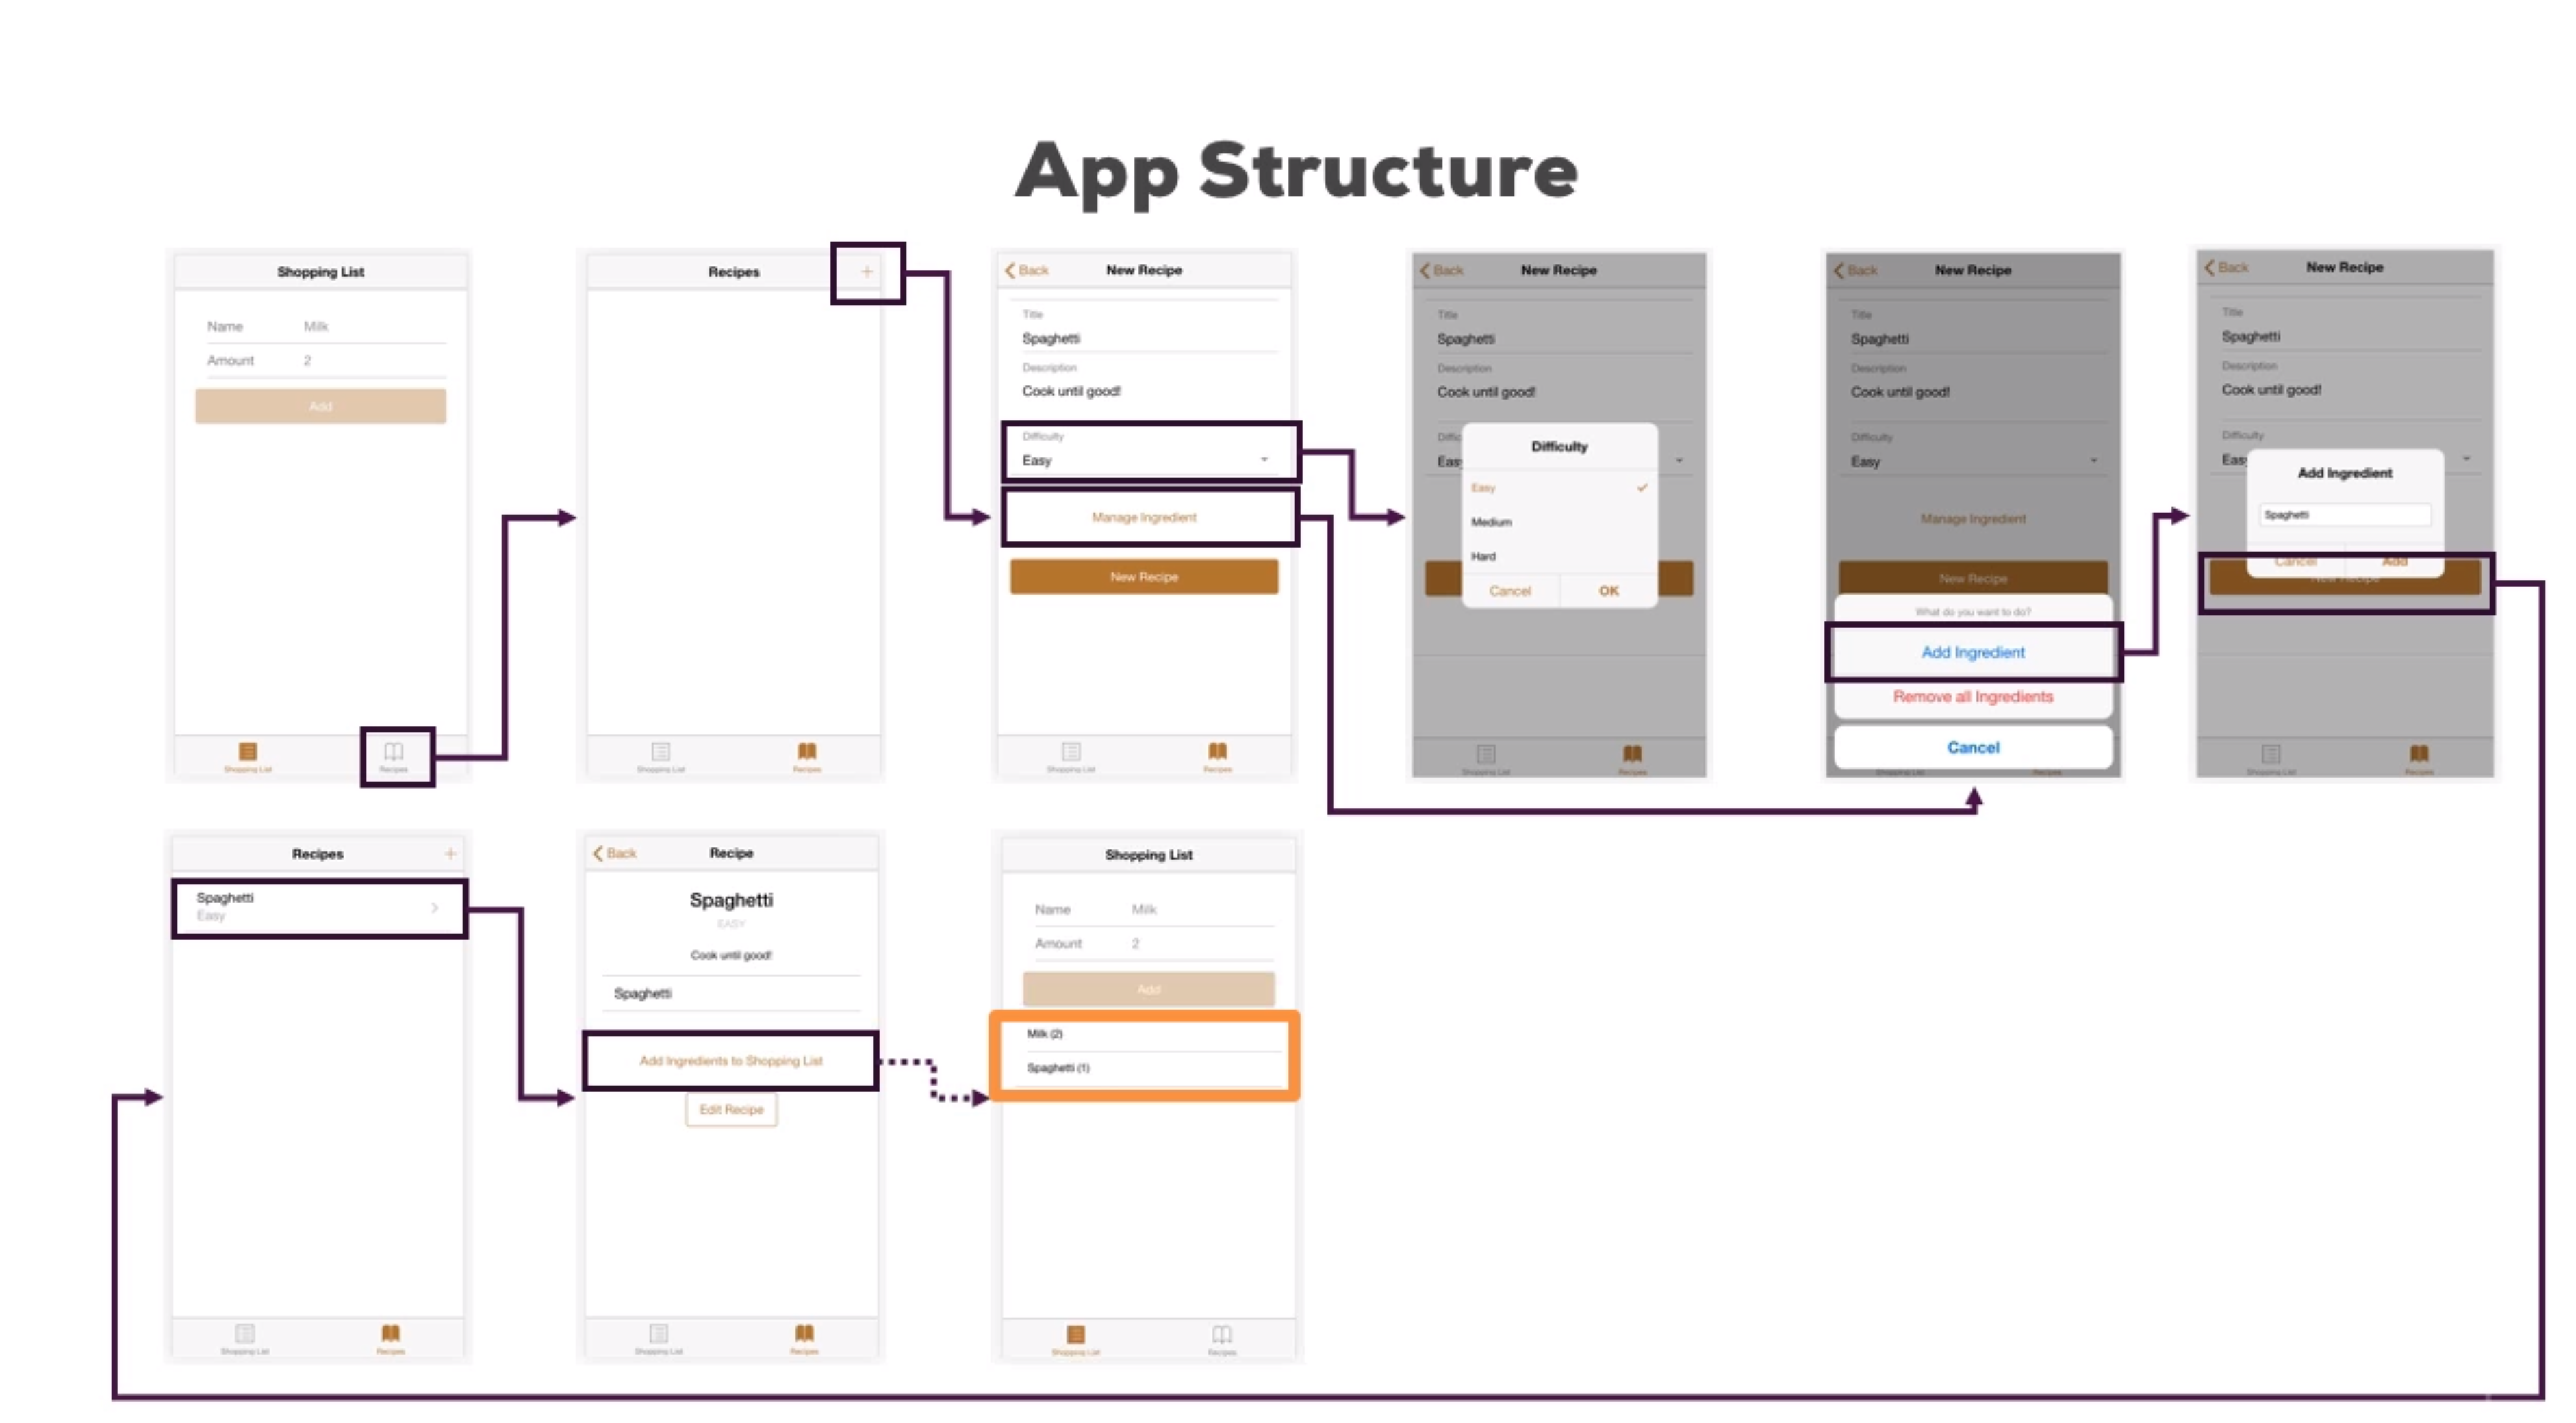 App Structure
Shopping List
Name Milk
Amount 2
Add
Shopping List Recipes
Recipes +
Shopping List Recipes
Back New Recipe
Title
Spaghetti
Description
Cook until good!
Difficulty
Easy
Manage Ingredient
New Recipe
Shopping List Recipes
Back New Recipe
Title
Spaghetti
Description
Cook until good!
Difficulty
Easy
Medium
Hard
Cancel OK
Shopping List Recipes
Back New Recipe
Title
Spaghetti
Description
Cook until good!
Difficulty
Easy
Manage Ingredient
New Recipe
What do you want to do?
Add Ingredient
Remove all Ingredients
Cancel
Shopping List Recipes
Back New Recipe
Title
Spaghetti
Description
Cook until good!
Difficulty
Add Ingredient
Spaghetti
Cancel Add
New Recipe
Shopping List Recipes
Recipes +
Spaghetti
Easy
Shopping List Recipes
Back Recipe
Spaghetti
EASY
Cook until good!
Spaghetti
Add Ingredients to Shopping List
Edit Recipe
Shopping List Recipes
Shopping List
Name Milk
Amount 2
Add
Milk (2)
Spaghetti (1)
Shopping List Recipes